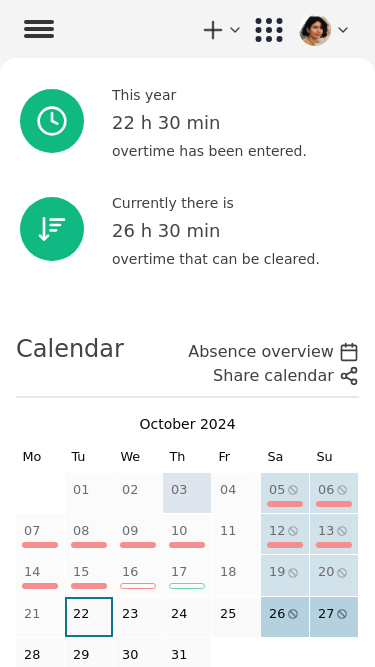 This year
22 h 30 min
overtime has been entered.
Currently there is
26 h 30 min
overtime that can be cleared.
Calendar
Absence overview
Share calendar
October 2024
Mo Tu We Th Fr Sa Su
01 02 03 04 05 06
07 08 09 10 11 12 13
14 15 16 17 18 19 20
21 22 23 24 25 26 27
28 29 30 31